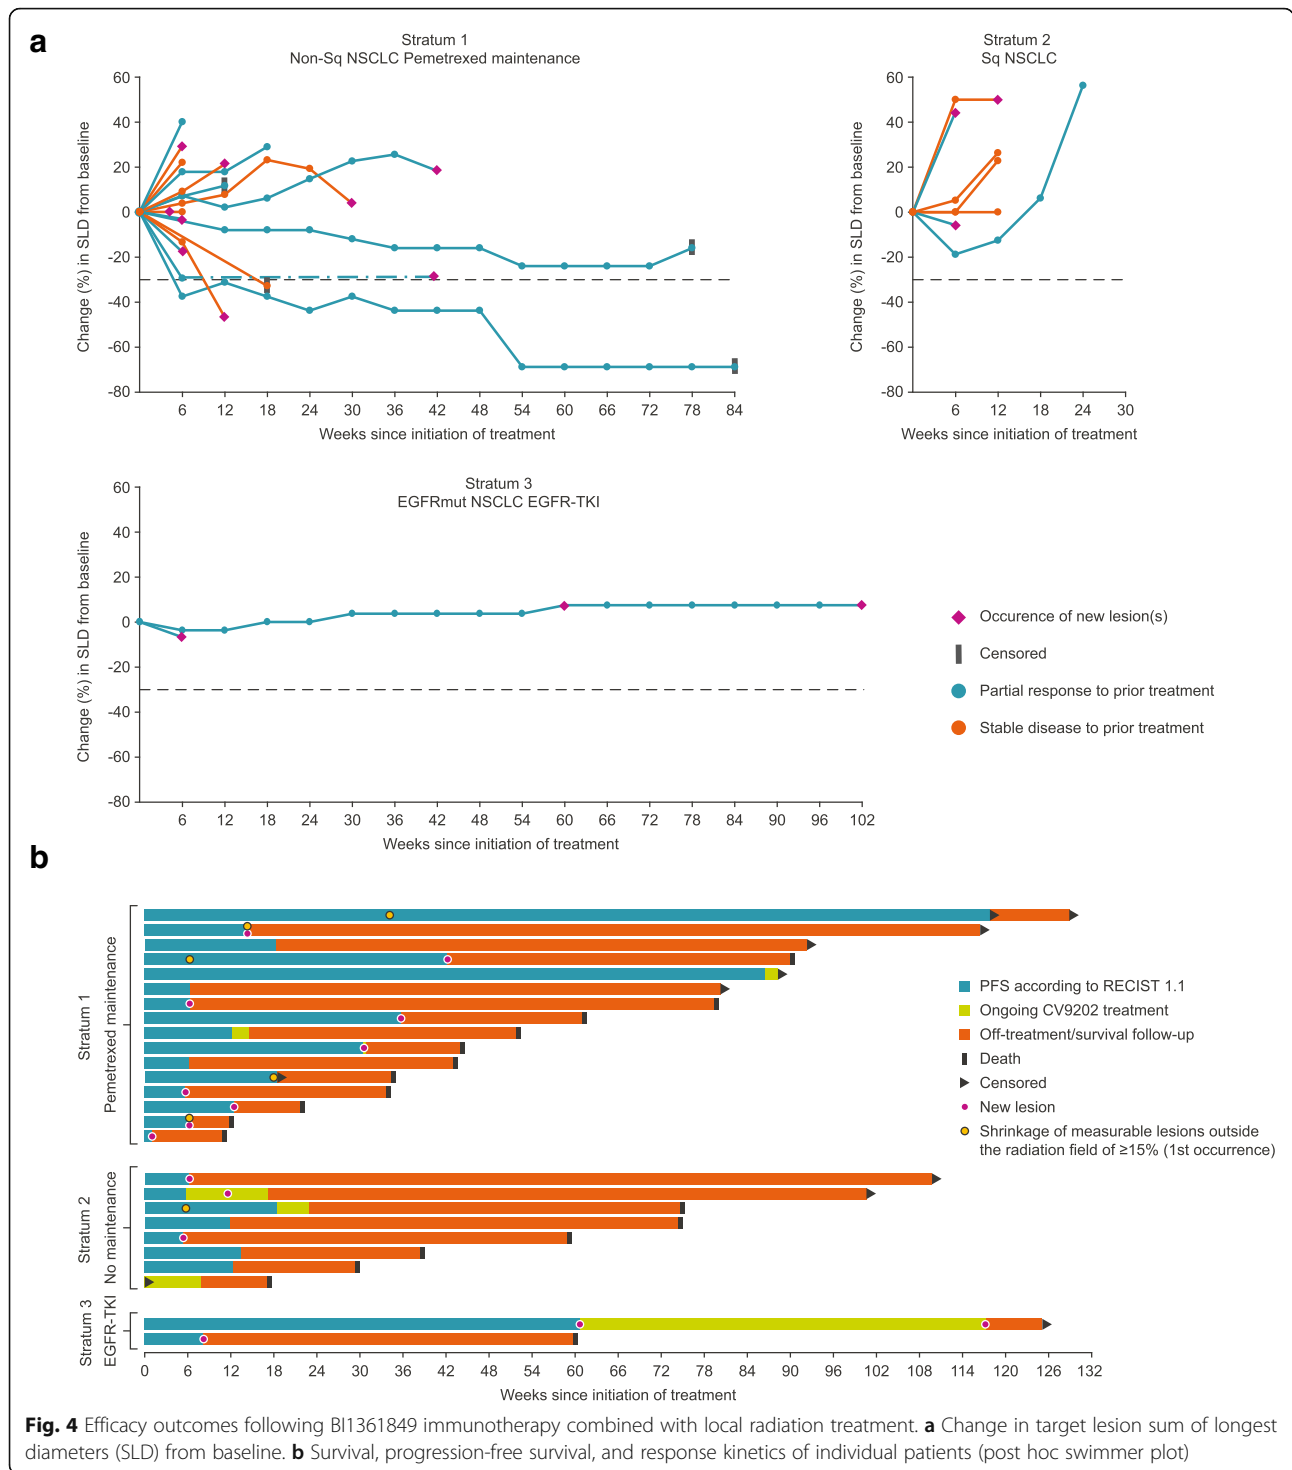 a
Stratum 1
Non-Sq NSCLC Pemetrexed maintenance
Change (%) in SLD from baseline
60
40
20
0
-20
-40
-60
-80
6 12 18 24 30 36 42 48 54 60 66 72 78 84
Weeks since initiation of treatment
Stratum 2
Sq NSCLC
Change (%) in SLD from baseline
60
40
20
0
-20
-40
-60
-80
6 12 18 24 30
Weeks since initiation of treatment
Stratum 3
EGFRmut NSCLC EGFR-TKI
Change (%) in SLD from baseline
60
40
20
0
-20
-40
-60
-80
6 12 18 24 30 36 42 48 54 60 66 72 78 84 90 96 102
Weeks since initiation of treatment
Occurence of new lesion(s)
Censored
Partial response to prior treatment
Stable disease to prior treatment
b
Stratum 1
Pemetrexed maintenance
Stratum 2
No maintenance
Stratum 3
EGFR-TKI
PFS according to RECIST 1.1
Ongoing CV9202 treatment
Off-treatment/survival follow-up
Death
Censored
New lesion
Shrinkage of measurable lesions outside
the radiation field of ≥15% (1st occurrence)
0 6 12 18 24 30 36 42 48 54 60 66 72 78 84 90 96 102 108 114 120 126 132
Weeks since initiation of treatment
Fig. 4 Efficacy outcomes following BI1361849 immunotherapy combined with local radiation treatment. a Change in target lesion sum of longest
diameters (SLD) from baseline. b Survival, progression-free survival, and response kinetics of individual patients (post hoc swimmer plot)